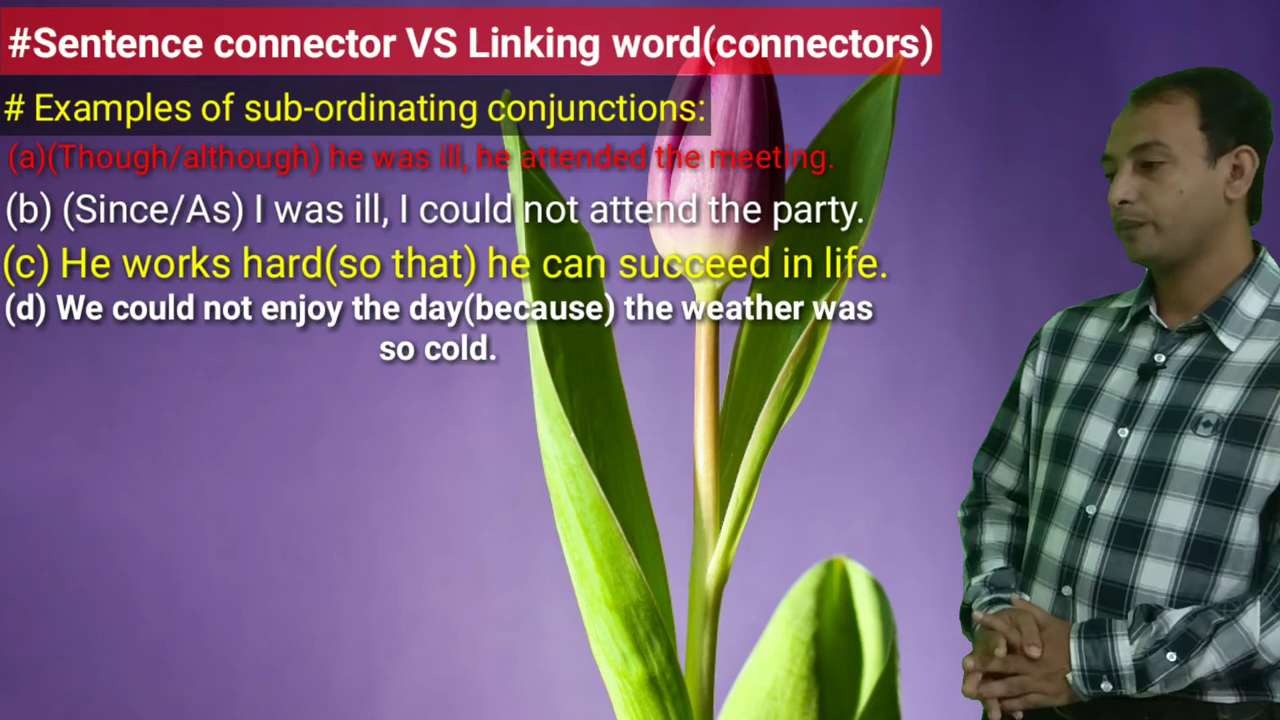 #Sentence connector VS Linking word(connectors)
# Examples of sub-ordinating conjunctions:
(a)(Though/although) he was ill, he attended the meeting.
(b) (Since/As) I was ill, I could not attend the party.
(c) He works hard(so that) he can succeed in life.
(d) We could not enjoy the day(because) the weather was
so cold.